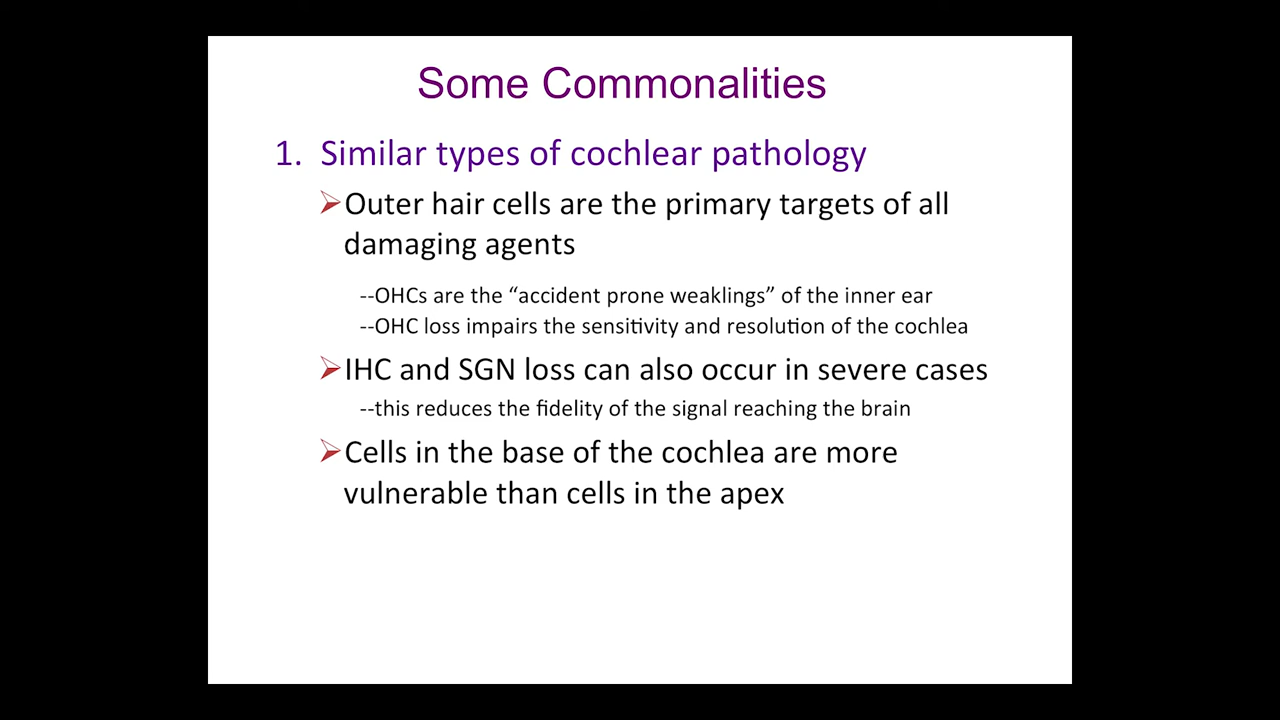 Some Commonalities
1. Similar types of cochlear pathology
➢Outer hair cells are the primary targets of all
damaging agents
--OHCs are the “accident prone weaklings” of the inner ear
--OHC loss impairs the sensitivity and resolution of the cochlea
➢IHC and SGN loss can also occur in severe cases
--this reduces the fidelity of the signal reaching the brain
➢Cells in the base of the cochlea are more
vulnerable than cells in the apex